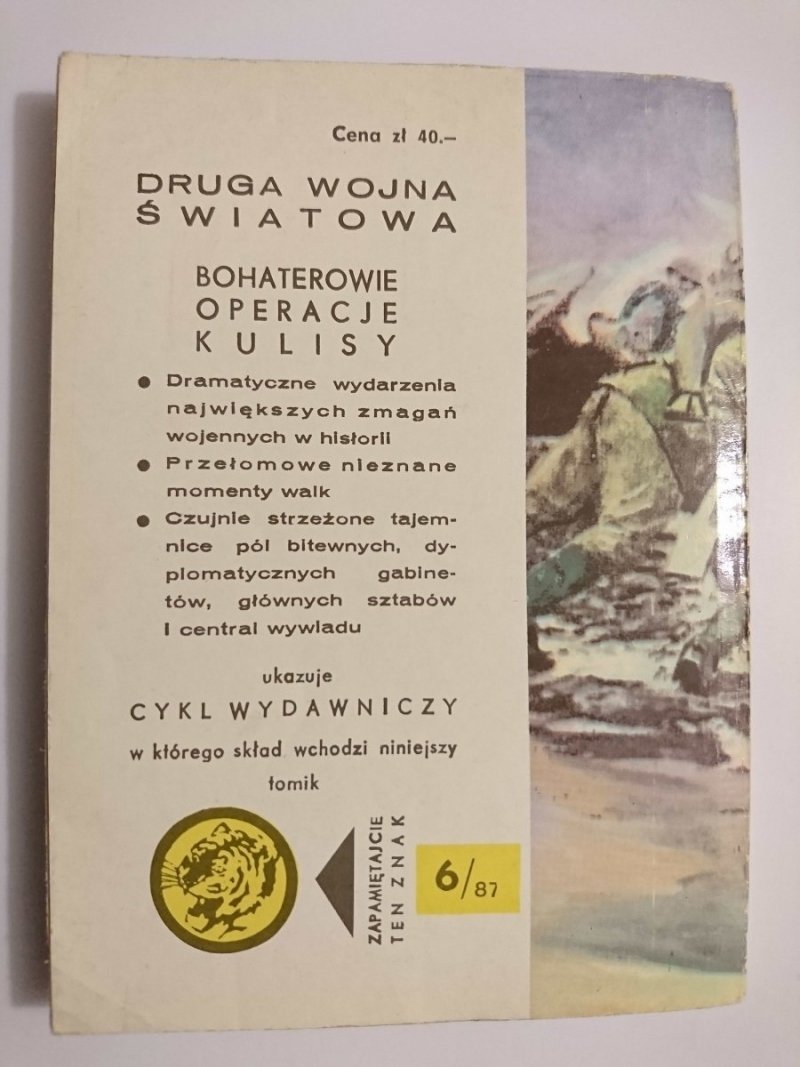 Cena zł 40.—
DRUGA WOJNA
ŚWIATOWA
BOHATEROWIE
OPERACJE
KULISY
● Dramatyczne wydarzenia
największych zmagań
wojennych w historii
● Przełomowe nieznane
momenty walk
● Czujnie strzeżone tajem-
nice pól bitewnych, dy-
plomatycznych gabine-
tów, głównych sztabów
i central wywiadu
ukazuje
CYKL WYDAWNICZY
w którego skład wchodzi niniejszy
tomik
ZAPAMIĘTAJCIE
TEN ZNAK
6/87